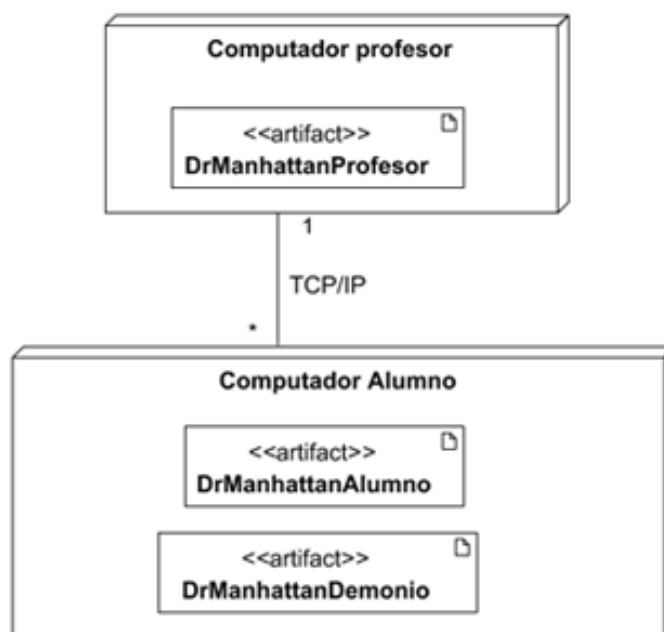 Computador profesor
<<artifact>>
DrManhattanProfesor
1
TCP/IP
*
Computador Alumno
<<artifact>>
DrManhattanAlumno
<<artifact>>
DrManhattanDemonio